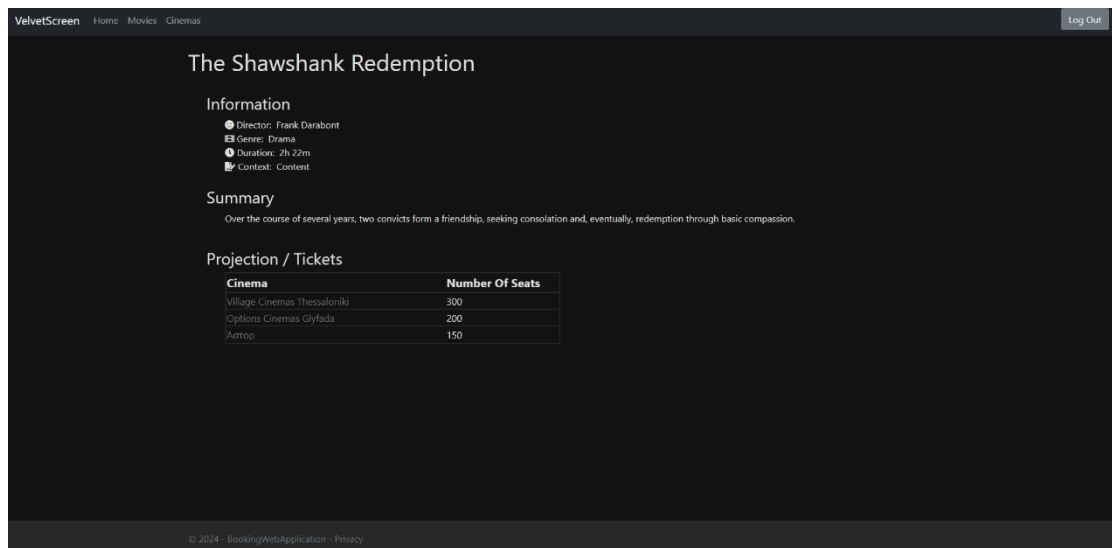 VelvetScreen Home Movies Cinemas Log Out
The Shawshank Redemption
Information
Director: Frank Darabont
Genre: Drama
Duration: 2h 22m
Context: Content
Summary
Over the course of several years, two convicts form a friendship, seeking consolation and, eventually, redemption through basic compassion.
Projection / Tickets
Cinema Number Of Seats
Village Cinemas Thessaloniki 300
Options Cinemas Glyfada 200
Άστορ 150
© 2024 - BookingWebApplication - Privacy